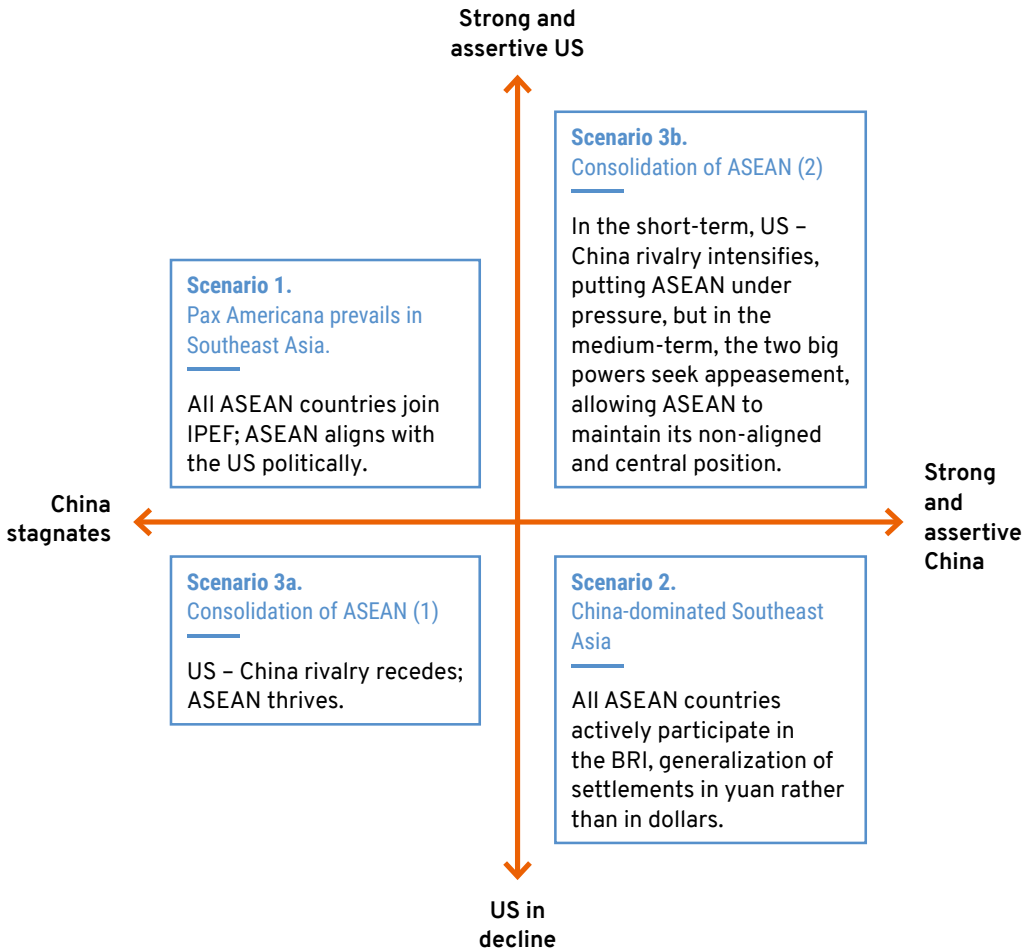 Strong and
assertive US
Scenario 3b.
Consolidation of ASEAN (2)
In the short-term, US –
China rivalry intensifies,
putting ASEAN under
pressure, but in the
medium-term, the two big
powers seek appeasement,
allowing ASEAN to
maintain its non-aligned
and central position.
Scenario 1.
Pax Americana prevails in
Southeast Asia.
All ASEAN countries join
IPEF; ASEAN aligns with
the US politically.
China
stagnates
Strong
and
assertive
China
Scenario 3a.
Consolidation of ASEAN (1)
US – China rivalry recedes;
ASEAN thrives.
Scenario 2.
China-dominated Southeast
Asia
All ASEAN countries
actively participate in
the BRI, generalization of
settlements in yuan rather
than in dollars.
US in
decline